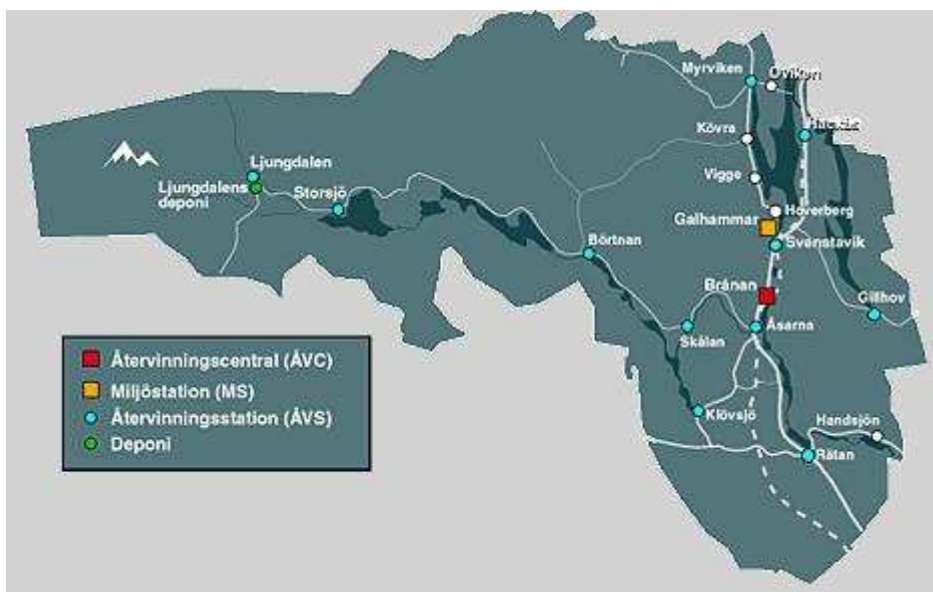 Myrviken
Oviken
Hackås
Kövra
Ljungdalen
Vigge
Ljungdalens
deponi
Storsjö
Hoverberg
Galhammar
Svenstavik
Börtnan
Brånan
Gillhov
Åsarna
Skålan
Återvinningscentral (ÅVC)
Miljöstation (MS)
Återvinningsstation (ÅVS)
Deponi
Klövsjö
Handsjön
Rätan